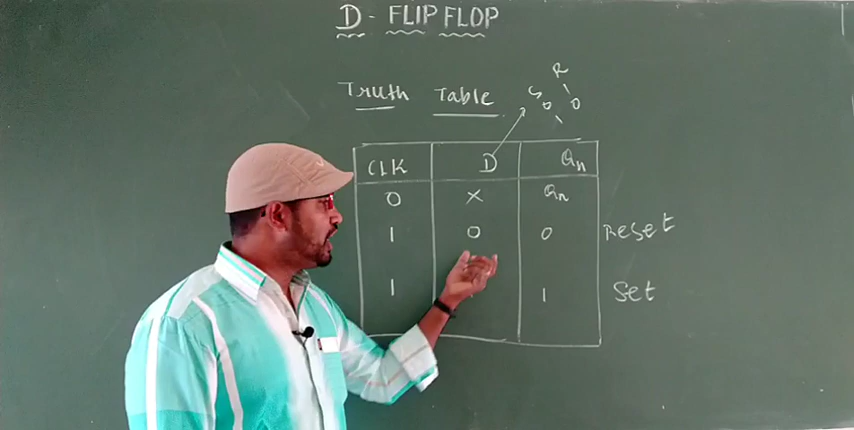 D - FLIP FLOP
Truth Table
S R
0 1
1 0
CLK D Qn
0 X Qn
1 0 0 Reset
1 1 Set